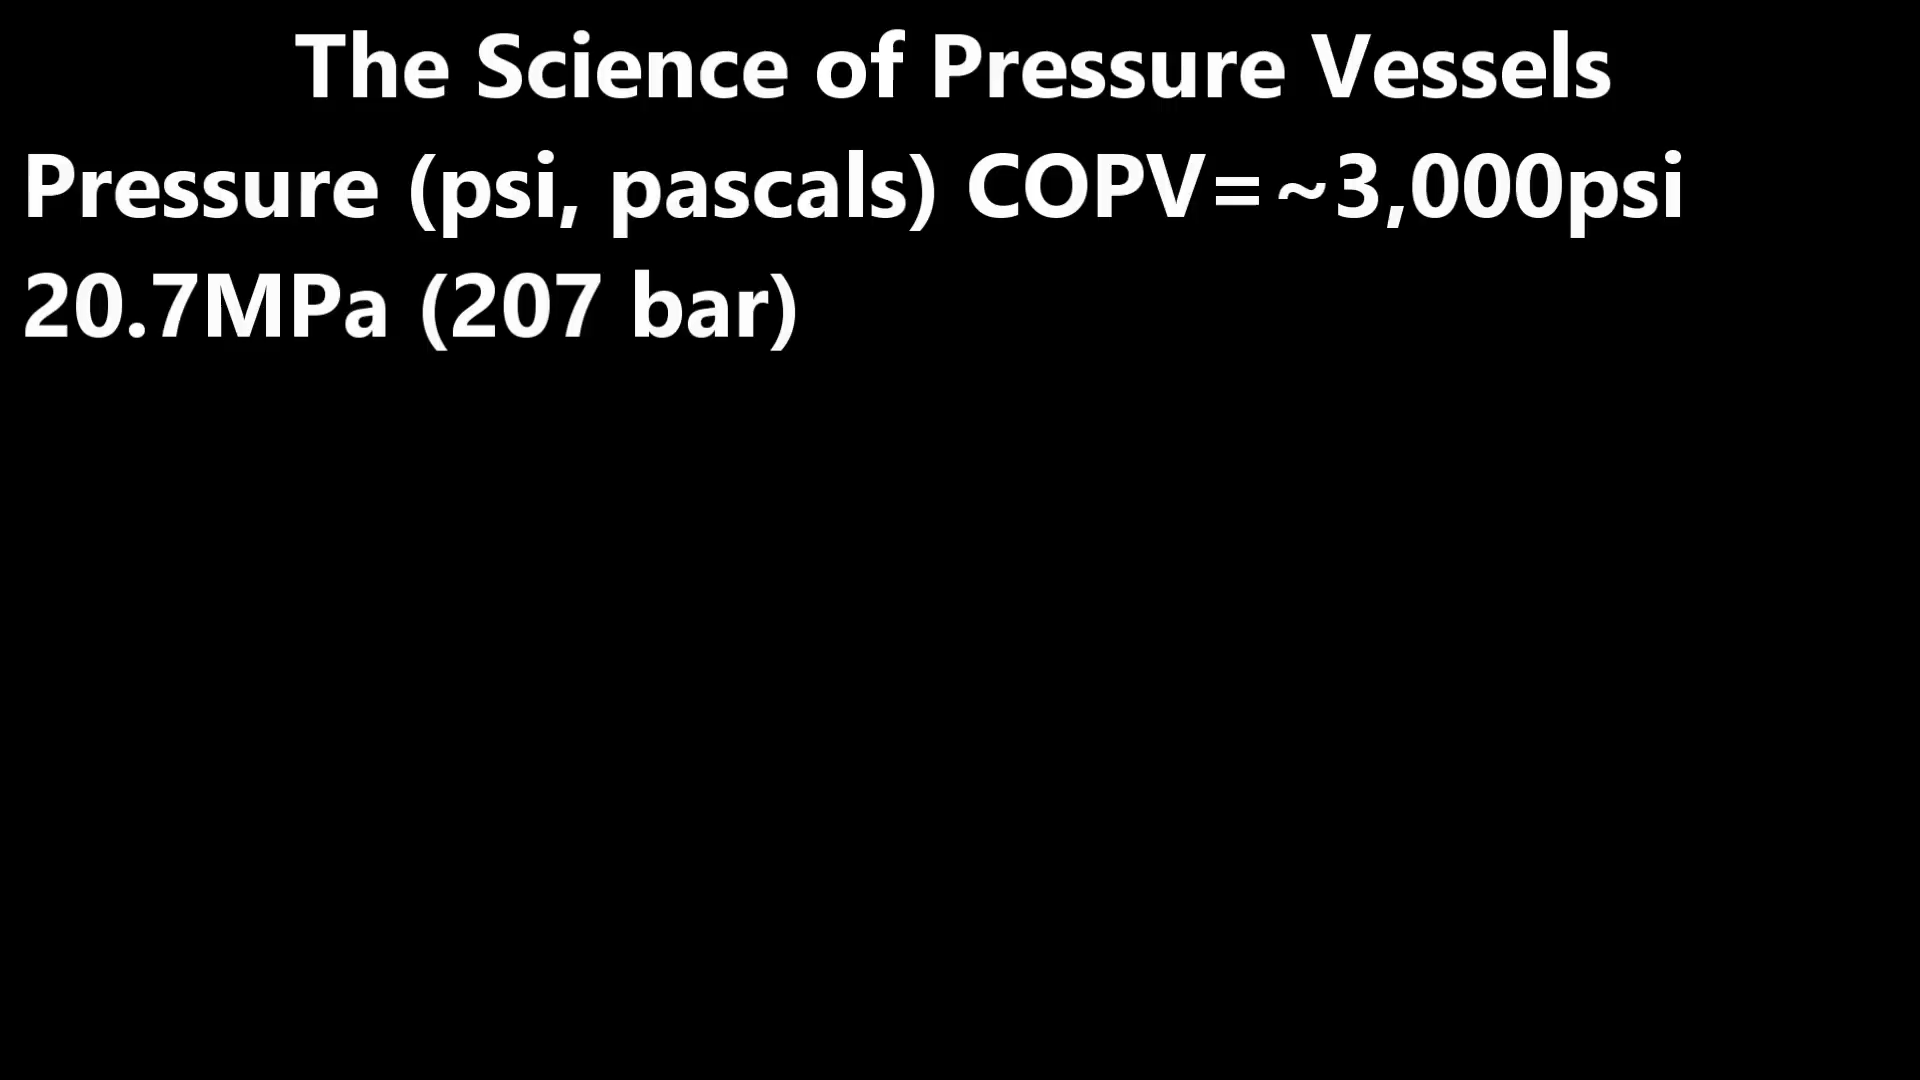 The Science of Pressure Vessels
Pressure (psi, pascals) COPV=~3,000psi
20.7MPa (207 bar)